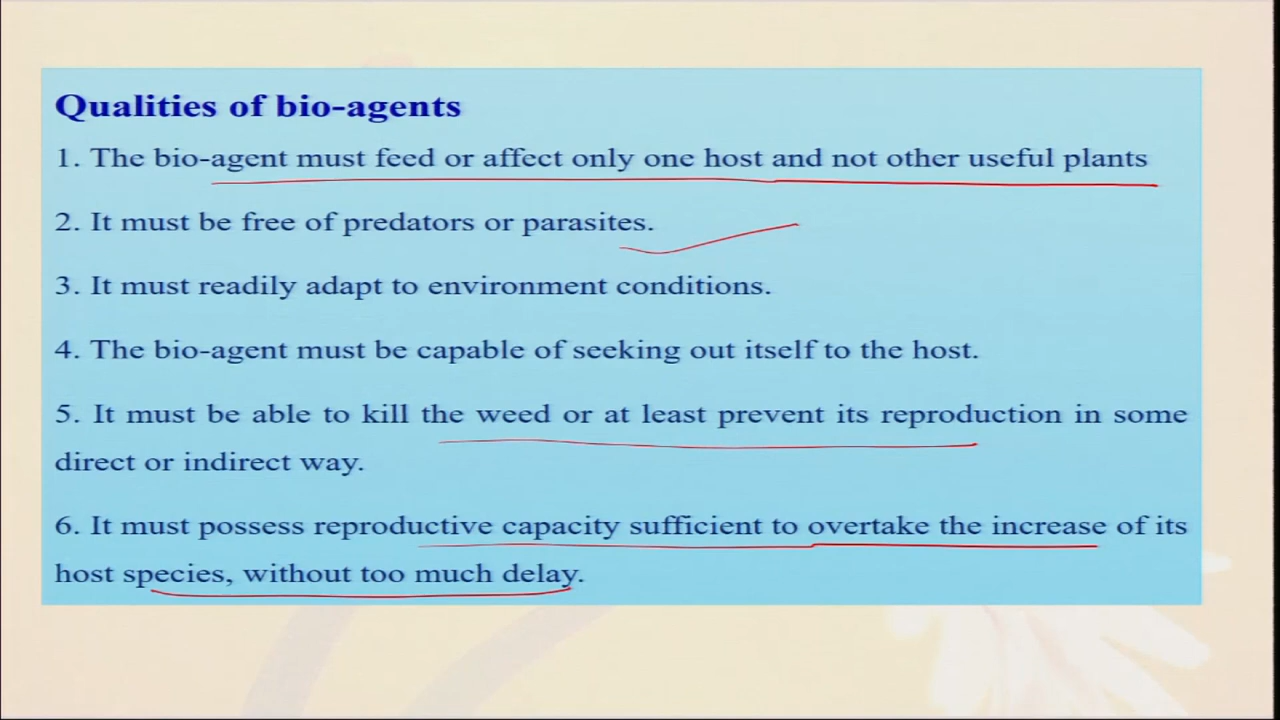 Qualities of bio-agents
1. The bio-agent must feed or affect only one host and not other useful plants
2. It must be free of predators or parasites.
3. It must readily adapt to environment conditions.
4. The bio-agent must be capable of seeking out itself to the host.
5. It must be able to kill the weed or at least prevent its reproduction in some
direct or indirect way.
6. It must possess reproductive capacity sufficient to overtake the increase of its
host species, without too much delay.